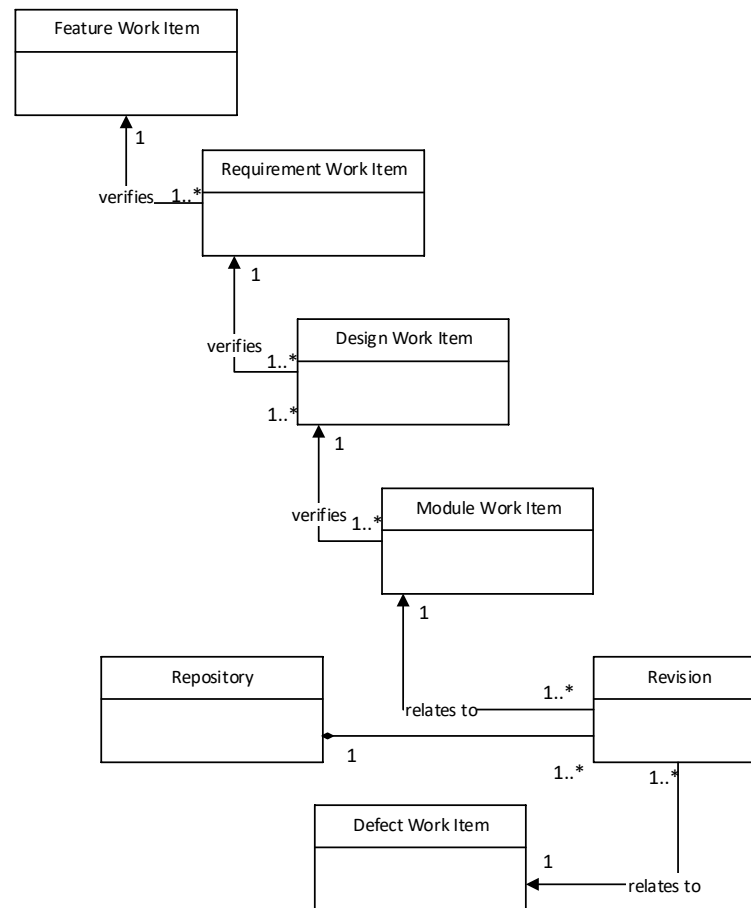 Feature Work Item
1
Requirement Work Item
verifies
1..*
1
Design Work Item
verifies
1..*
1..*
1
Module Work Item
verifies
1..*
1
Repository
Revision
relates to
1..*
1
1..*
1..*
Defect Work Item
1
relates to